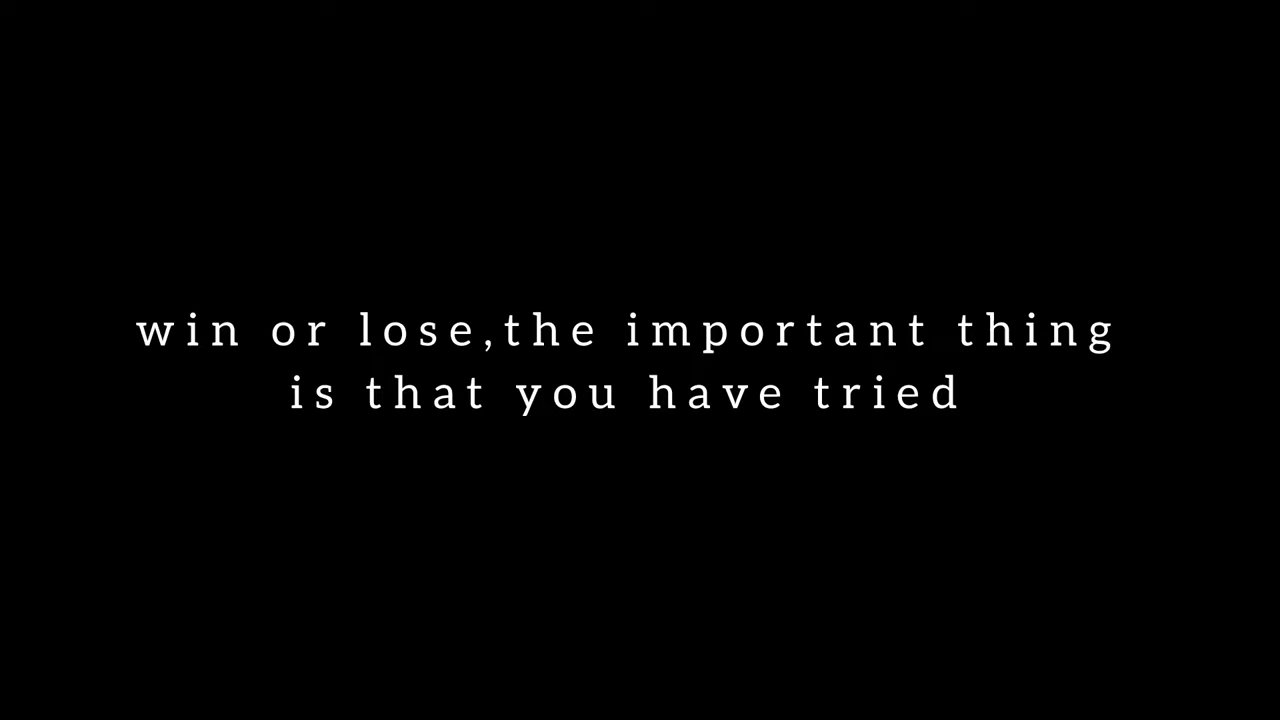 win or lose,the important thing
is that you have tried